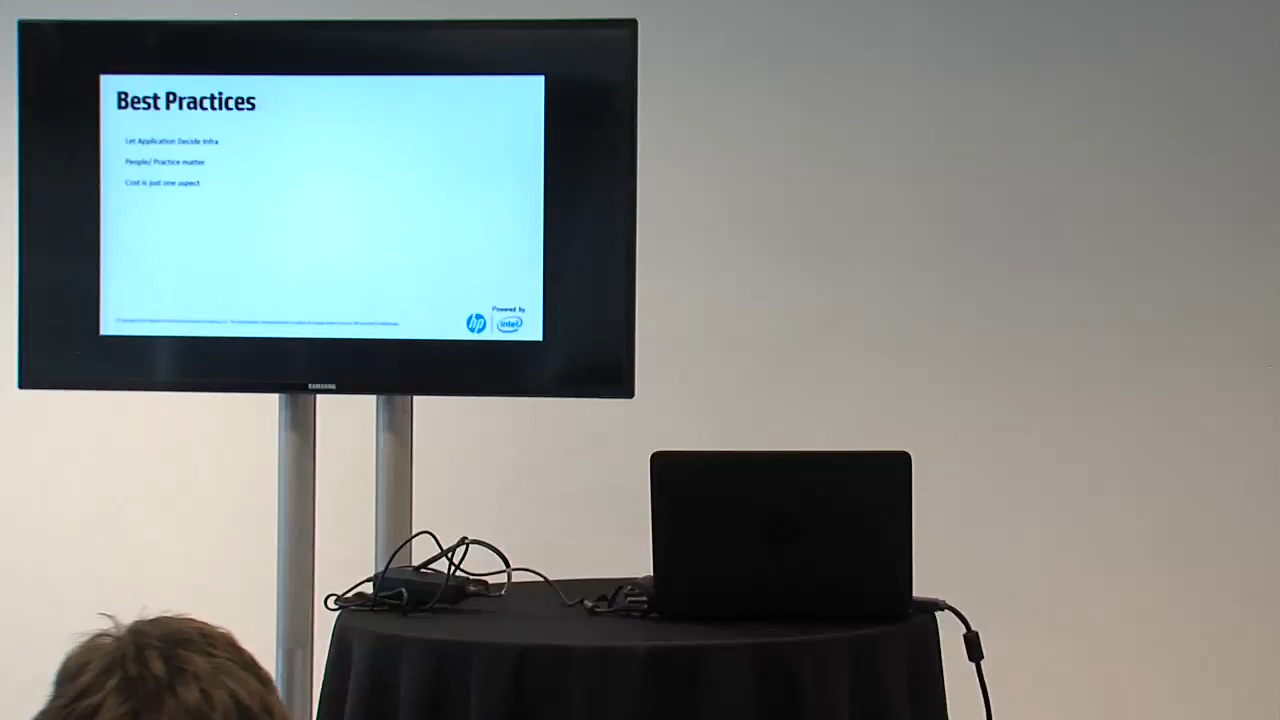 Best Practices
Let Application Decide Infra
People/ Practice matter
Cost is just one aspect
Powered by
hp
intel
SAMSUNG